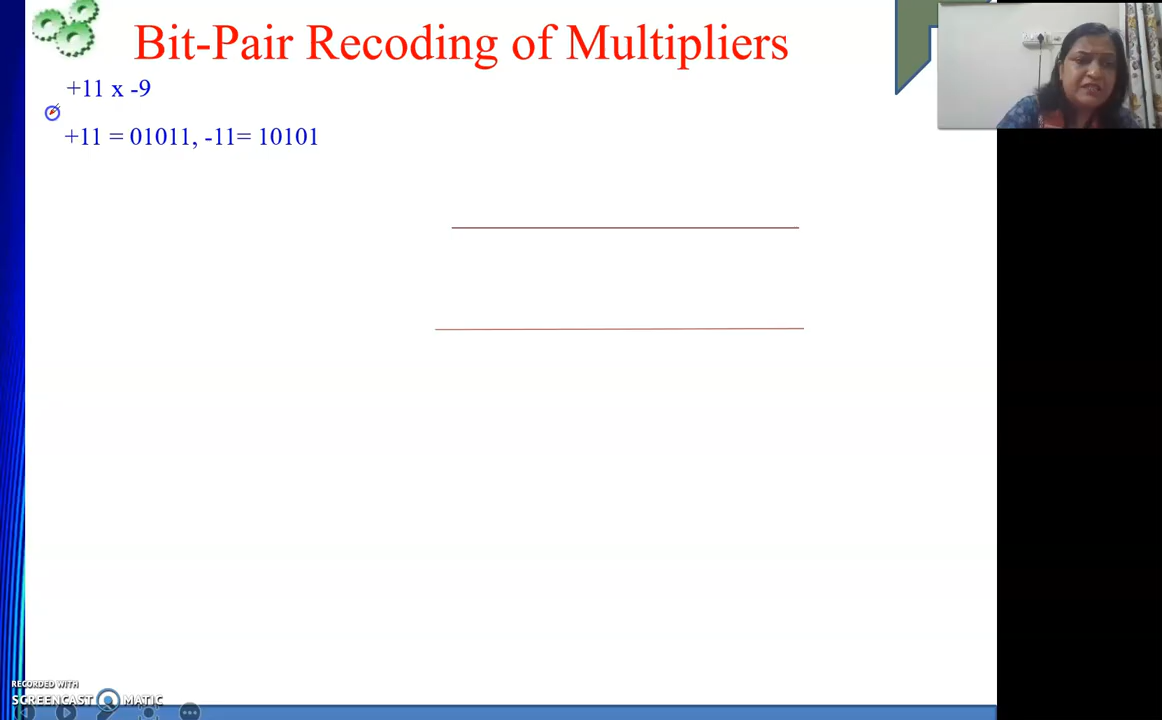 Bit-Pair Recoding of Multipliers
+11 x -9
+11 = 01011, -11= 10101
RECORDED WITH
SCREENCAST MATIC